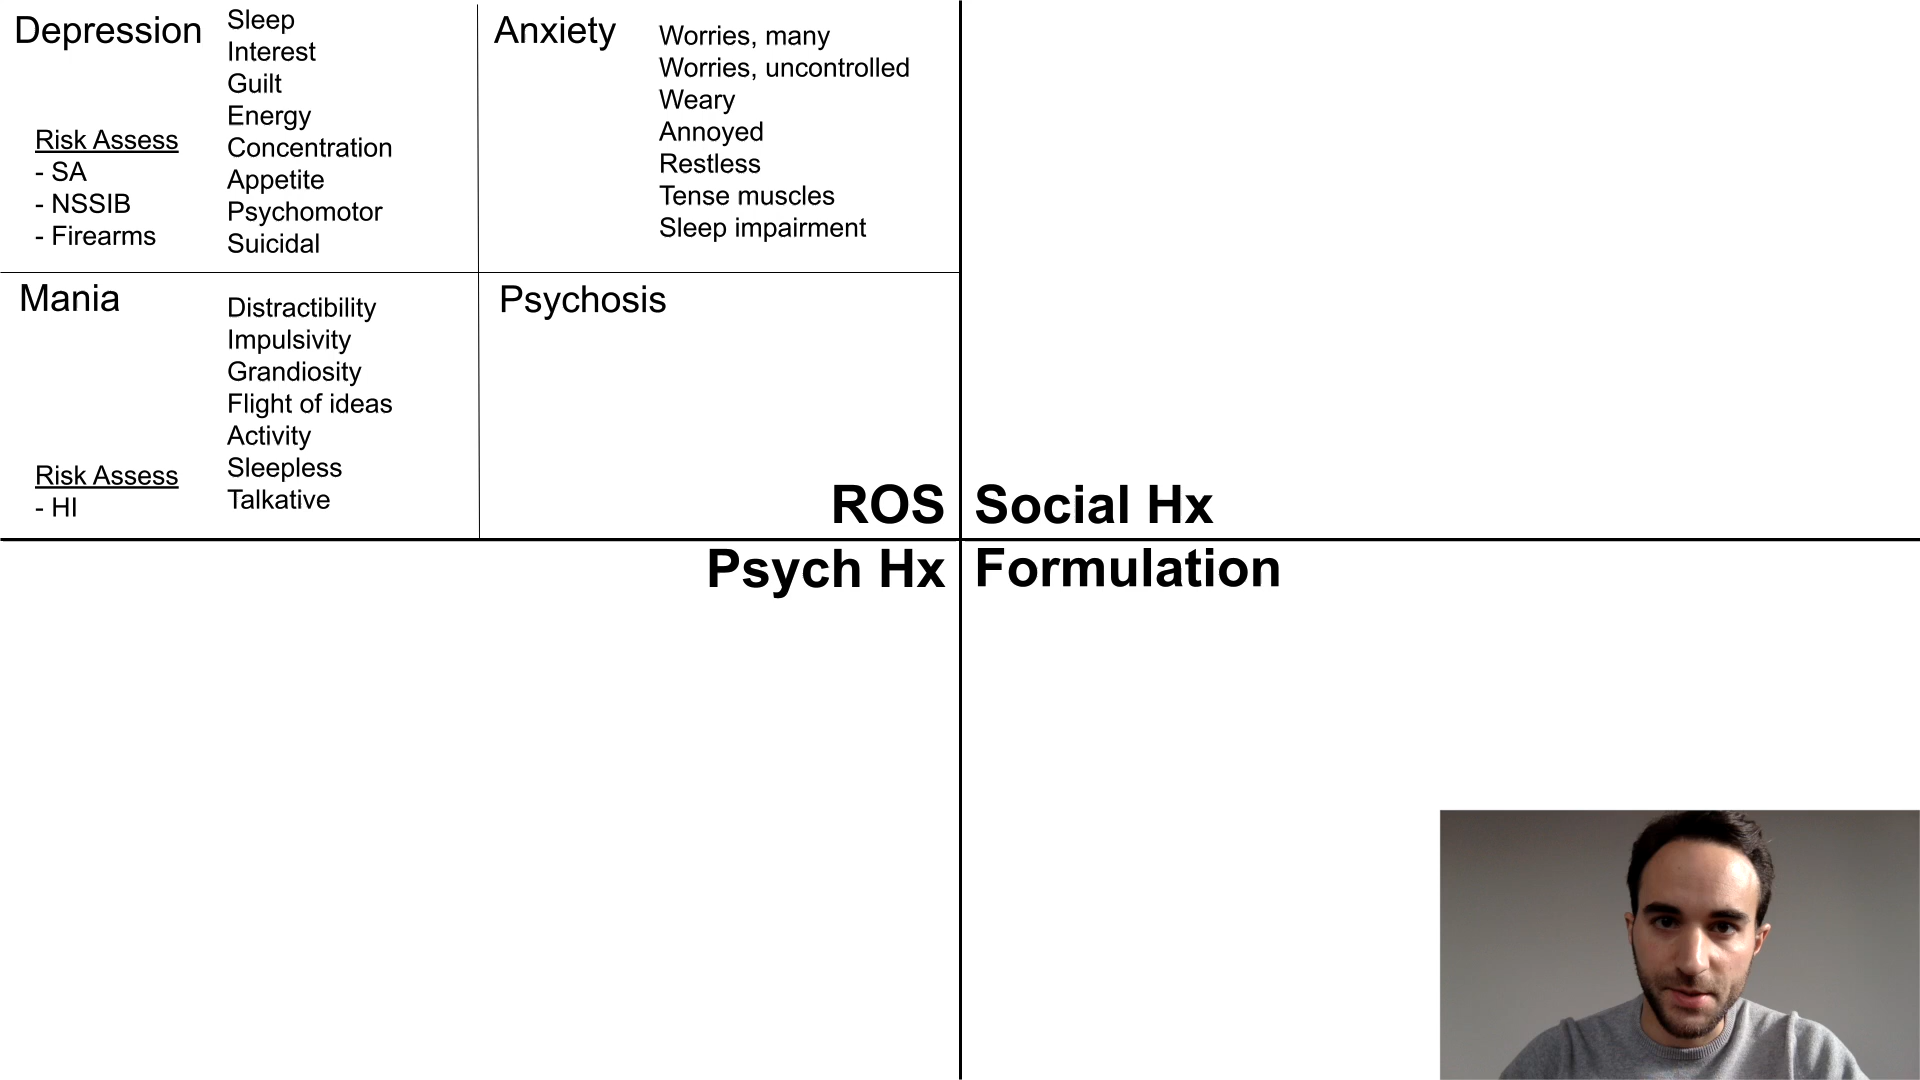 Depression
Sleep
Interest
Guilt
Energy
Concentration
Appetite
Psychomotor
Suicidal
Risk Assess
- SA
- NSSIB
- Firearms
Anxiety
Worries, many
Worries, uncontrolled
Weary
Annoyed
Restless
Tense muscles
Sleep impairment
Mania
Distractibility
Impulsivity
Grandiosity
Flight of ideas
Activity
Sleepless
Talkative
Risk Assess
- HI
Psychosis
ROS
Social Hx
Psych Hx
Formulation